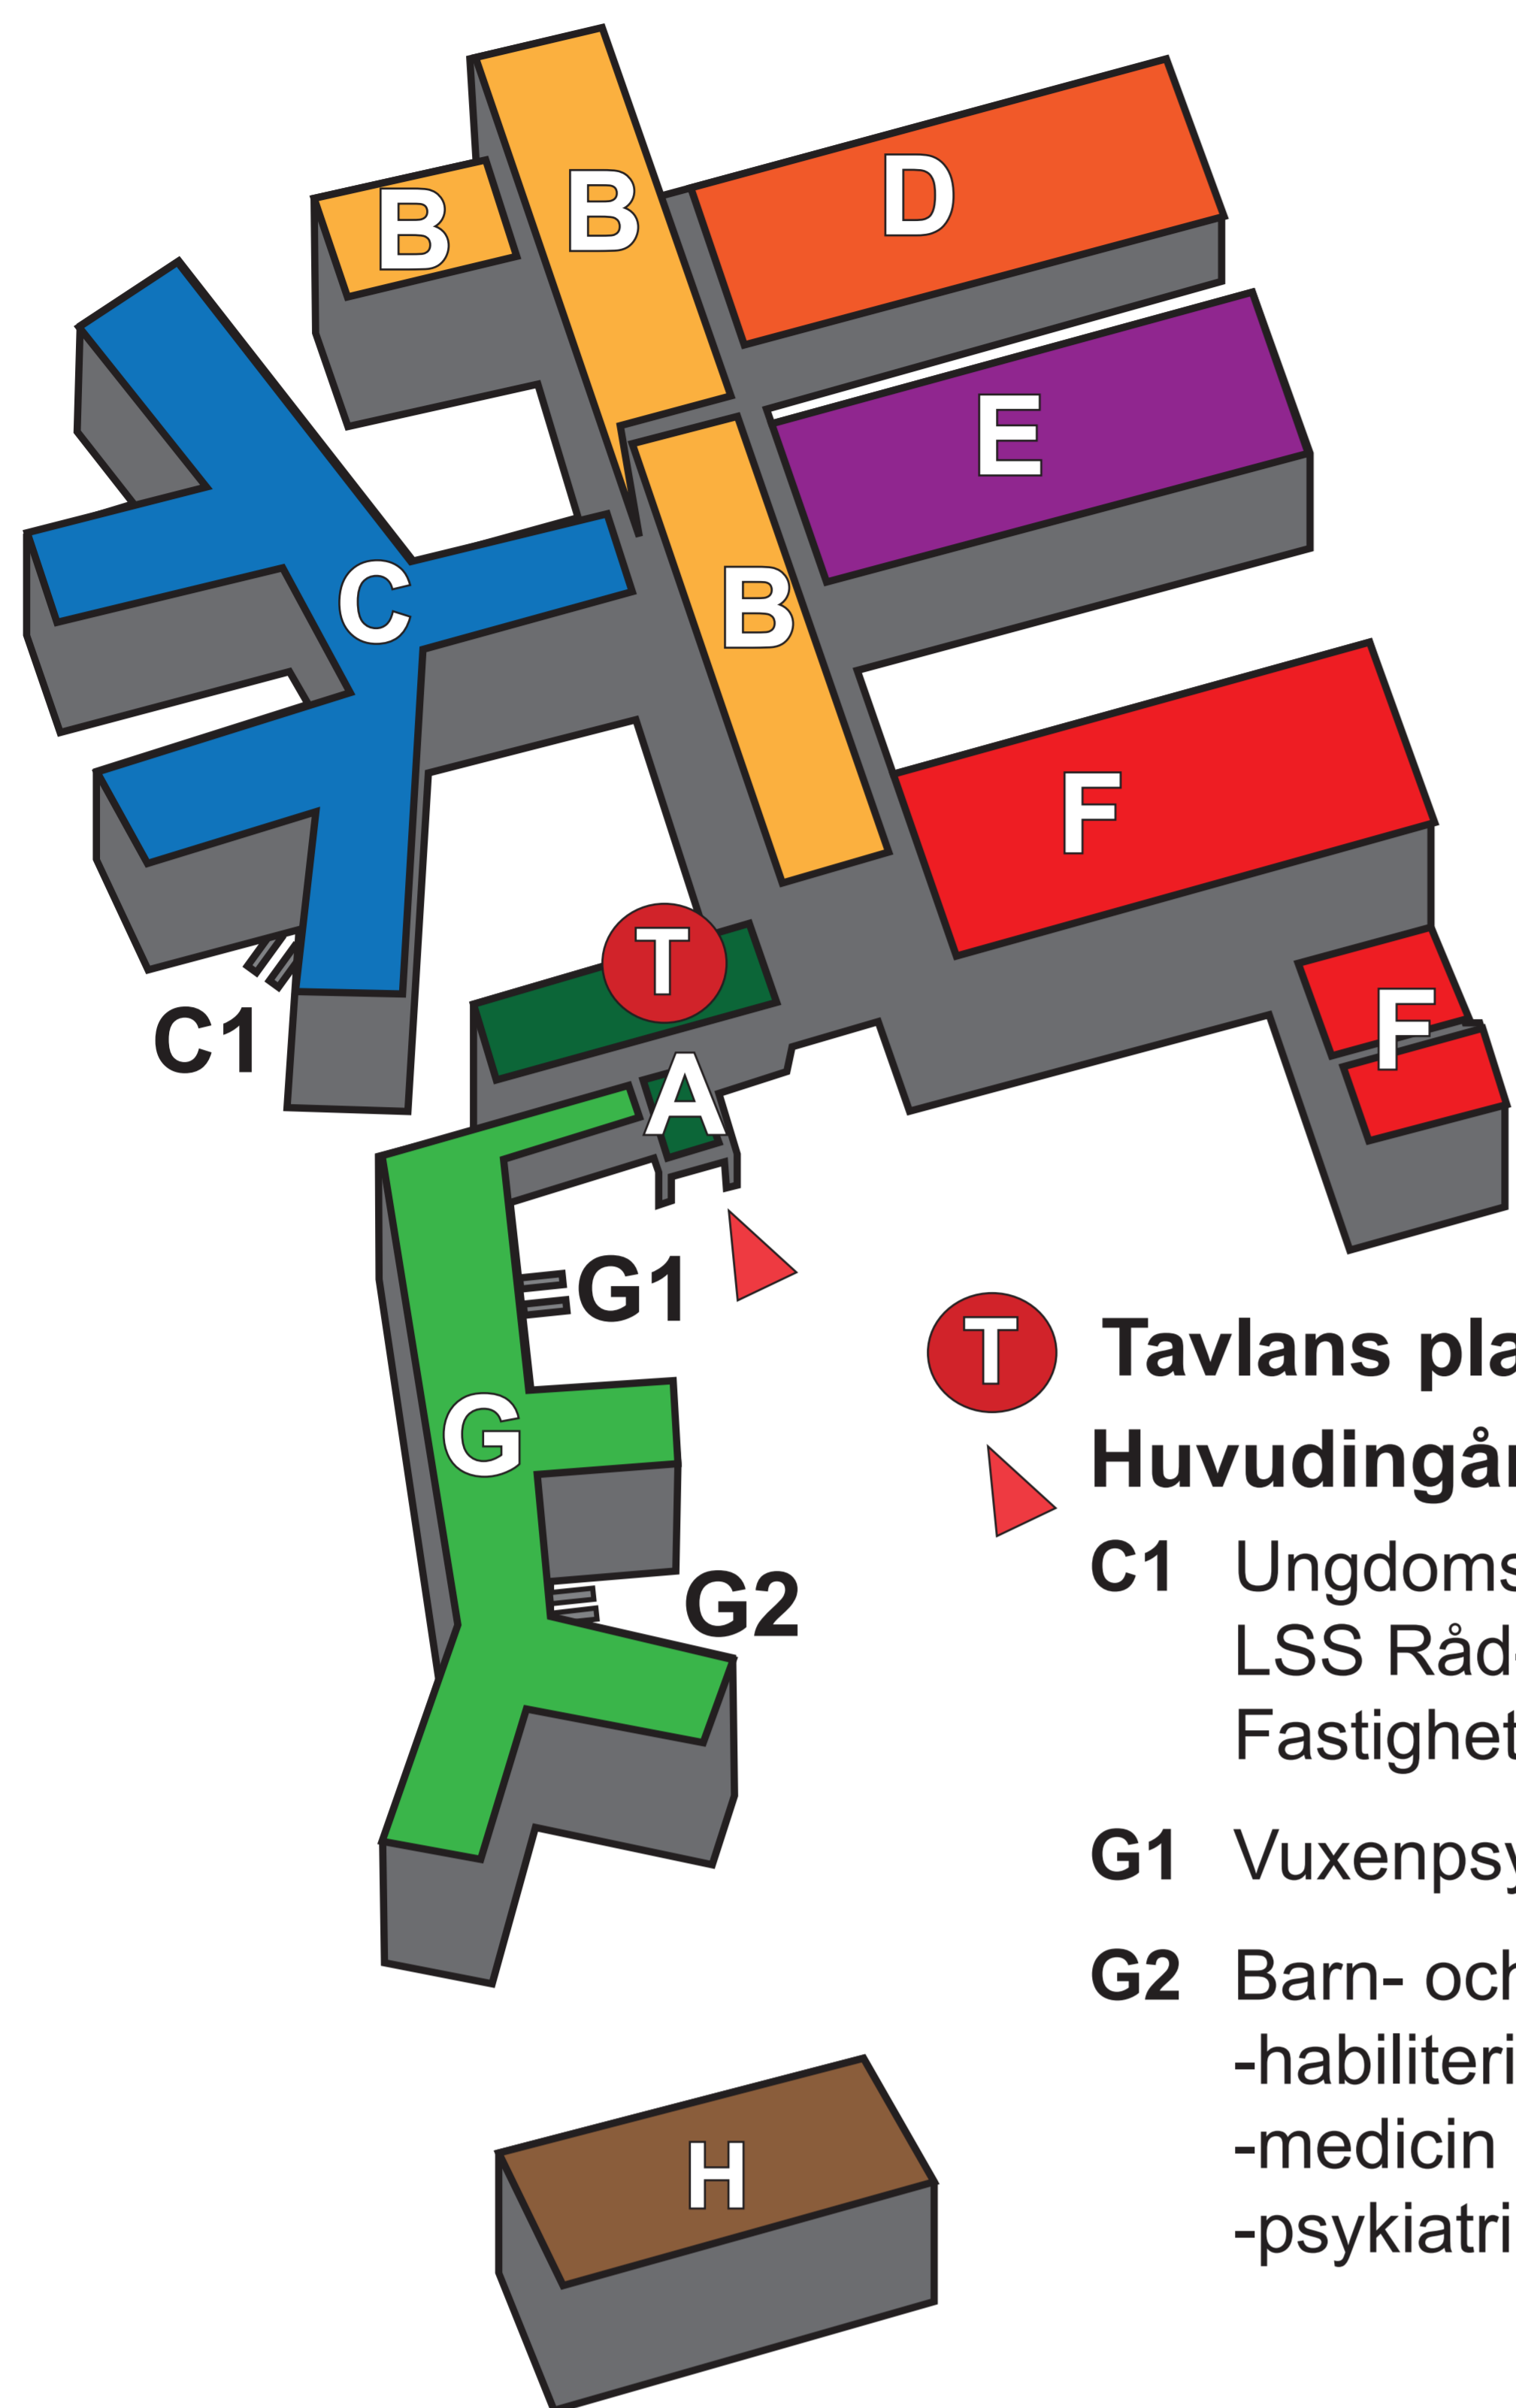 B
B
D
E
C
B
F
T
F
C1
A
G1
T Tavlans pla
Huvudingån
G
C1 Ungdoms
G2
LSS Råd
Fastighet
G1 Vuxenpsy
G2 Barn- och
-habiliteri
-medicin
H
-psykiatri